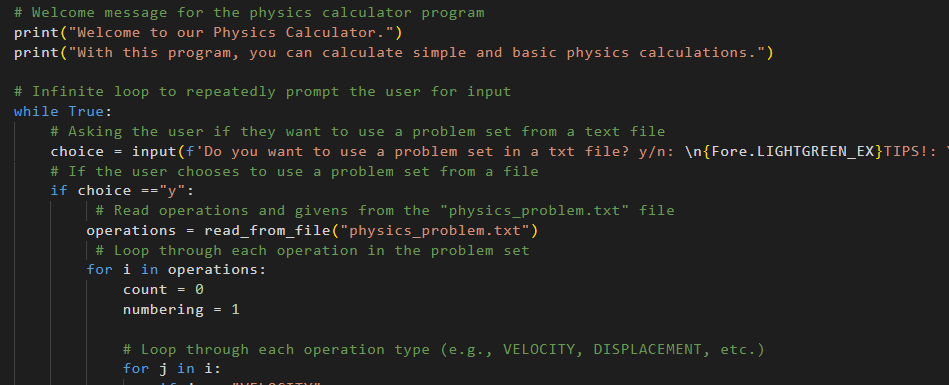 # Welcome message for the physics calculator program
print("Welcome to our Physics Calculator.")
print("With this program, you can calculate simple and basic physics calculations.")
# Infinite loop to repeatedly prompt the user for input
while True:
# Asking the user if they want to use a problem set from a text file
choice = input(f'Do you want to use a problem set in a txt file? y/n: \n{Fore.LIGHTGREEN_EX}TIPS!:
# If the user chooses to use a problem set from a file
if choice =="y":
# Read operations and givens from the "physics_problem.txt" file
operations = read_from_file("physics_problem.txt")
# Loop through each operation in the problem set
for i in operations:
count = 0
numbering = 1
# Loop through each operation type (e.g., VELOCITY, DISPLACEMENT, etc.)
for j in i: